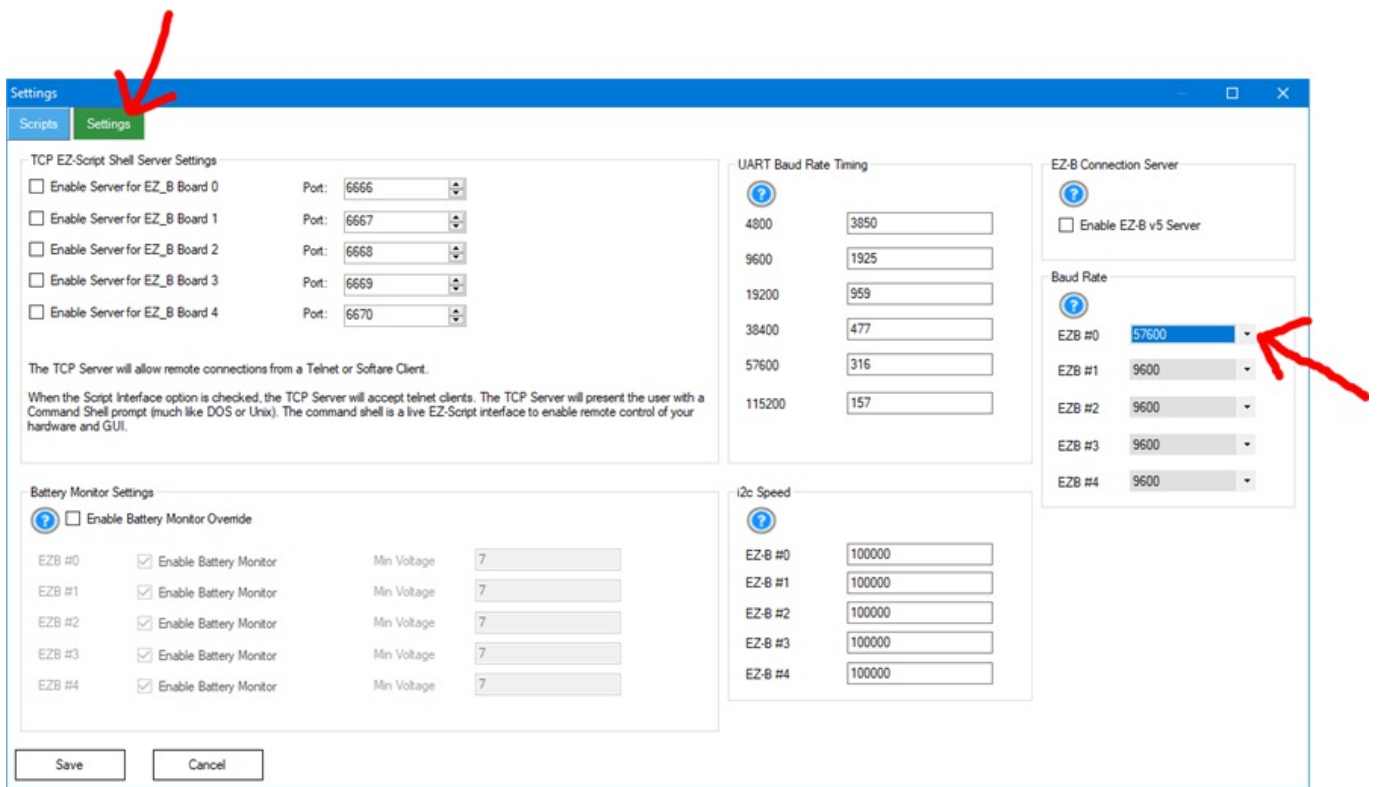 Settings
Scripts Settings
TCP EZ-Script Shell Server Settings
Enable Server for EZ_B Board 0 Port: 6666
Enable Server for EZ_B Board 1 Port: 6667
Enable Server for EZ_B Board 2 Port: 6668
Enable Server for EZ_B Board 3 Port: 6669
Enable Server for EZ_B Board 4 Port: 6670
The TCP Server will allow remote connections from a Telnet or Softare Client.
When the Script Interface option is checked, the TCP Server will accept telnet clients. The TCP Server will present the user with a
Command Shell prompt (much like DOS or Unix). The command shell is a live EZ-Script interface to enable remote control of your
hardware and GUI.
UART Baud Rate Timing
?
4800 3850
9600 1925
19200 959
38400 477
57600 316
115200 157
EZ-B Connection Server
?
Enable EZ-B v5 Server
Baud Rate
?
EZB #0 57600
EZB #1 9600
EZB #2 9600
EZB #3 9600
EZB #4 9600
Battery Monitor Settings
? Enable Battery Monitor Override
EZB #0 Enable Battery Monitor Min Voltage 7
EZB #1 Enable Battery Monitor Min Voltage 7
EZB #2 Enable Battery Monitor Min Voltage 7
EZB #3 Enable Battery Monitor Min Voltage 7
EZB #4 Enable Battery Monitor Min Voltage 7
i2c Speed
?
EZ-B #0 100000
EZ-B #1 100000
EZ-B #2 100000
EZ-B #3 100000
EZ-B #4 100000
Save Cancel